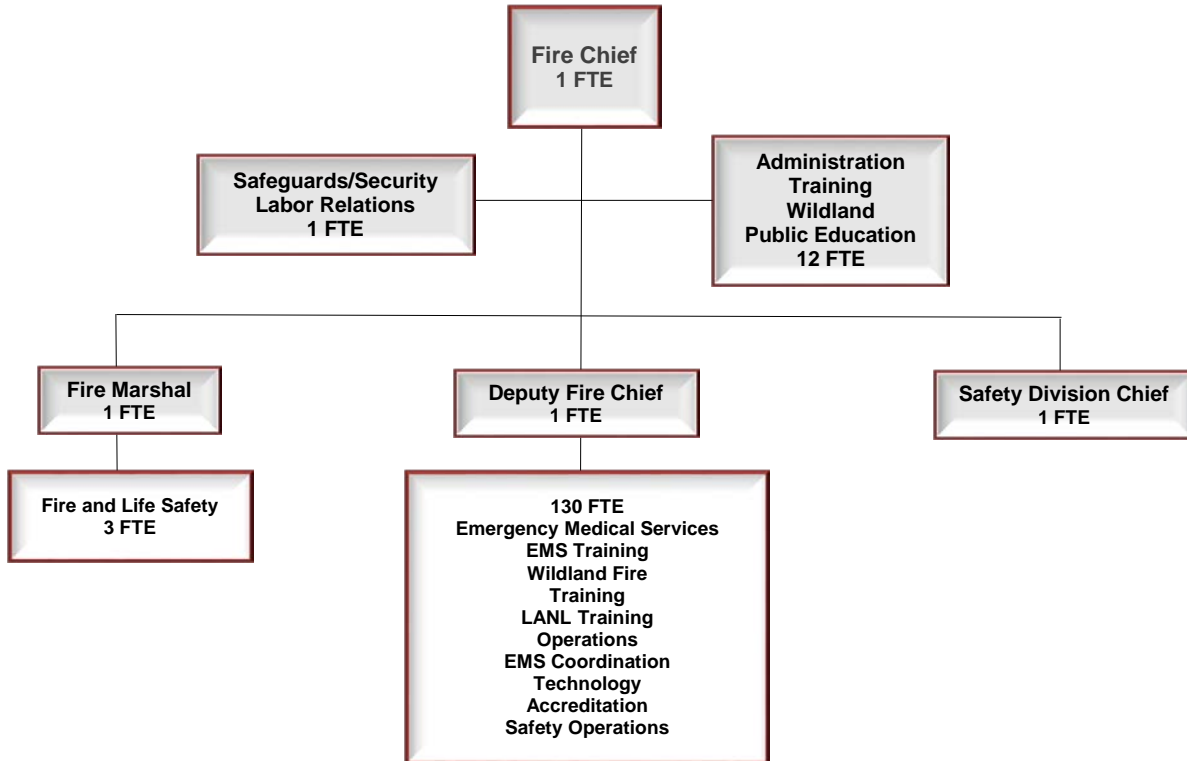 Fire Chief
1 FTE
Safeguards/Security
Labor Relations
1 FTE
Administration
Training
Wildland
Public Education
12 FTE
Fire Marshal
1 FTE
Deputy Fire Chief
1 FTE
Safety Division Chief
1 FTE
Fire and Life Safety
3 FTE
130 FTE
Emergency Medical Services
EMS Training
Wildland Fire
Training
LANL Training
Operations
EMS Coordination
Technology
Accreditation
Safety Operations